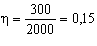 η = 300/2000 = 0,15